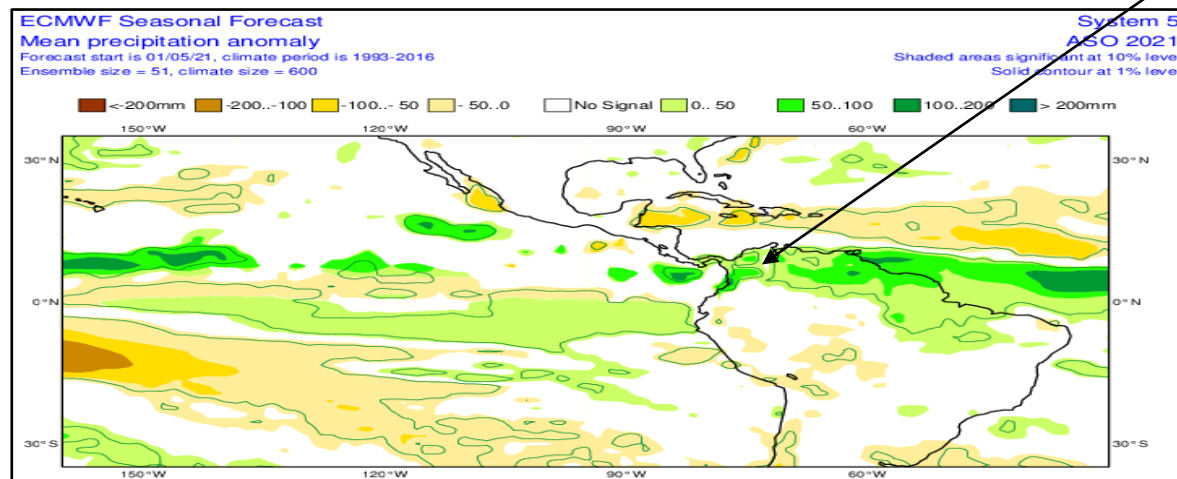 ECMWF Seasonal Forecast System 5
Mean precipitation anomaly ASO 2021
Forecast start is 01/05/21, climate period is 1993-2016 Shaded areas significant at 10% level
Ensemble size = 51, climate size = 600 Solid contour at 1% level
<-200mm -200..-100 -100..- 50 - 50..0 No Signal 0.. 50 50..100 100..200 > 200mm
150°W 120°W 90°W 60°W
30°N 30°N
0°N 0°N
30°S 30°S
150°W 120°W 90°W 60°W